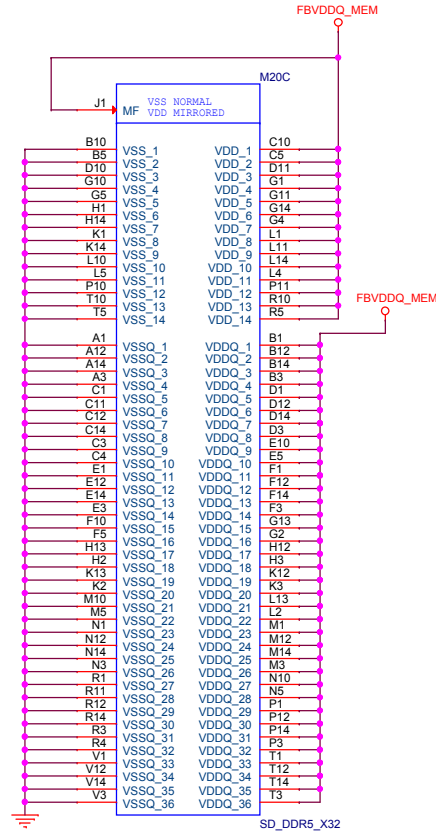 FBVDDQ_MEM
M20C
J1 MF VSS NORMAL
VDD MIRRORED
B10 VSS_1 VDD_1 C10
B5 VSS_2 VDD_2 C5
D10 VSS_3 VDD_3 D11
G10 VSS_4 VDD_4 G1
G5 VSS_5 VDD_5 G11
H1 VSS_6 VDD_6 G14
H14 VSS_7 VDD_7 G4
K1 VSS_8 VDD_8 L1
K14 VSS_9 VDD_9 L11
L10 VSS_10 VDD_10 L14
L5 VSS_11 VDD_11 L4
P10 VSS_12 VDD_12 P11
T10 VSS_13 VDD_13 R10
T5 VSS_14 VDD_14 R5
FBVDDQ_MEM
A1 VSSQ_1 VDDQ_1 B1
A12 VSSQ_2 VDDQ_2 B12
A14 VSSQ_3 VDDQ_3 B14
A3 VSSQ_4 VDDQ_4 B3
C1 VSSQ_5 VDDQ_5 D1
C11 VSSQ_6 VDDQ_6 D12
C12 VSSQ_7 VDDQ_7 D14
C14 VSSQ_8 VDDQ_8 D3
C3 VSSQ_9 VDDQ_9 E10
C4 VSSQ_10 VDDQ_10 E5
E1 VSSQ_11 VDDQ_11 F1
E12 VSSQ_12 VDDQ_12 F12
E14 VSSQ_13 VDDQ_13 F14
E3 VSSQ_14 VDDQ_14 F3
F10 VSSQ_15 VDDQ_15 G13
F5 VSSQ_16 VDDQ_16 G2
H13 VSSQ_17 VDDQ_17 H12
H2 VSSQ_18 VDDQ_18 H3
K13 VSSQ_19 VDDQ_19 K12
K2 VSSQ_20 VDDQ_20 K3
M10 VSSQ_21 VDDQ_21 L13
M5 VSSQ_22 VDDQ_22 L2
N1 VSSQ_23 VDDQ_23 M1
N12 VSSQ_24 VDDQ_24 M12
N14 VSSQ_25 VDDQ_25 M14
N3 VSSQ_26 VDDQ_26 M3
R1 VSSQ_27 VDDQ_27 N10
R11 VSSQ_28 VDDQ_28 N5
R12 VSSQ_29 VDDQ_29 P1
R14 VSSQ_30 VDDQ_30 P12
R3 VSSQ_31 VDDQ_31 P14
R4 VSSQ_32 VDDQ_32 P3
V1 VSSQ_33 VDDQ_33 T1
V12 VSSQ_34 VDDQ_34 T12
V14 VSSQ_35 VDDQ_35 T14
V3 VSSQ_36 VDDQ_36 T3
SD_DDR5_X32